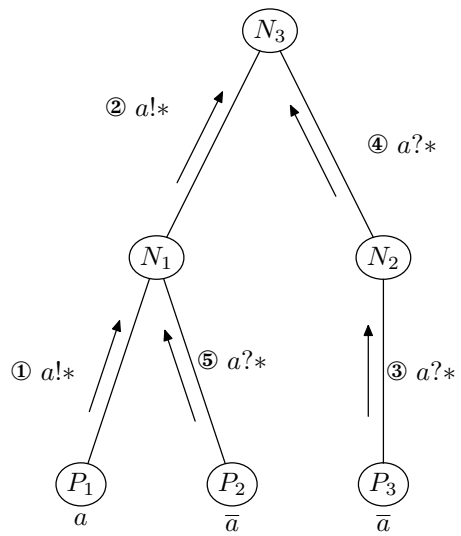 N₃
② a!*
④ a?*
N₁
N₂
① a!*
⑤ a?*
③ a?*
P₁
P₂
P₃
a
a̅
a̅